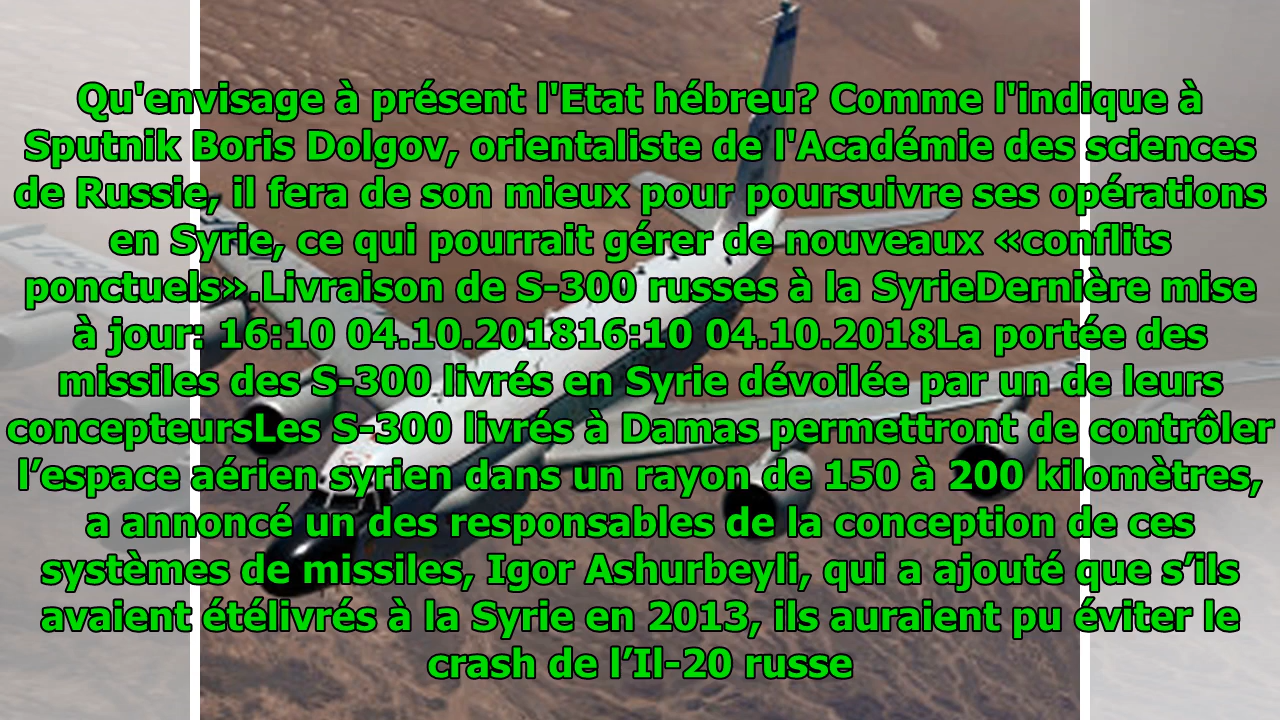 Qu'envisage à présent l'Etat hébreu? Comme l'indique à
Sputnik Boris Dolgov, orientaliste de l'Académie des sciences
de Russie, il fera de son mieux pour poursuivre ses opérations
en Syrie, ce qui pourrait gérer de nouveaux «conflits
ponctuels».Livraison de S-300 russes à la SyrieDernière mise
à jour: 16:10 04.10.201816:10 04.10.2018La portée des
missiles des S-300 livrés en Syrie dévoilée par un de leurs
concepteursLes S-300 livrés à Damas permettront de contrôler
l’espace aérien syrien dans un rayon de 150 à 200 kilomètres,
a annoncé un des responsables de la conception de ces
systèmes de missiles, Igor Ashurbeyli, qui a ajouté que s’ils
avaient étélivrés à la Syrie en 2013, ils auraient pu éviter le
crash de l’Il-20 russe